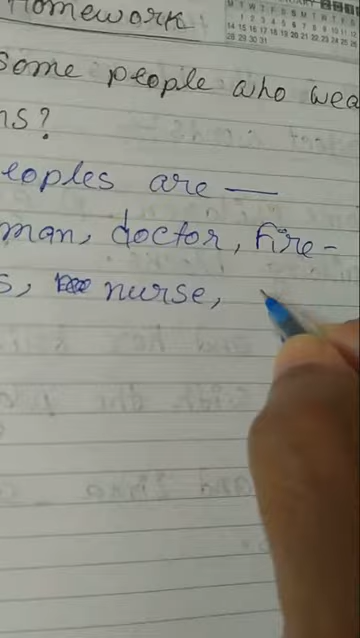 Homework
M T W T F S S M T W T F S
some people who wea
ns?
eoples are —
man, doctor, Fire-
s, nurse,